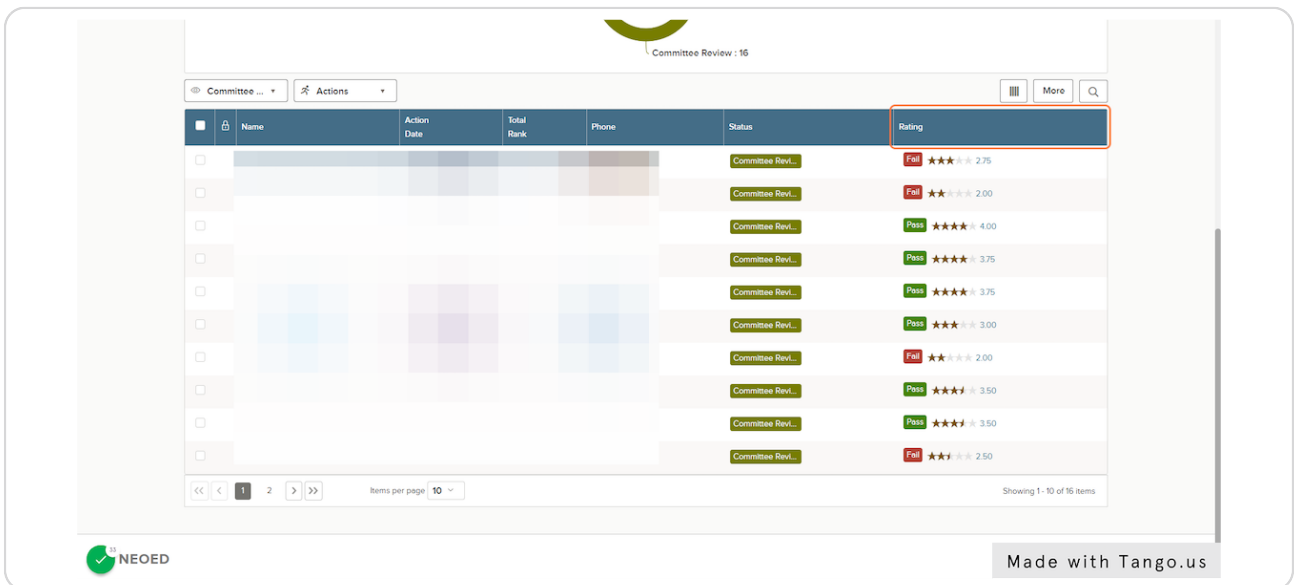 Committee Review : 16
Committee ... Actions More
Name Action Date Total Rank Phone Status Rating
Committee Revi... Fail 2.75
Committee Revi... Fail 2.00
Committee Revi... Pass 4.00
Committee Revi... Pass 3.75
Committee Revi... Pass 3.75
Committee Revi... Pass 3.00
Committee Revi... Fail 2.00
Committee Revi... Pass 3.50
Committee Revi... Pass 3.50
Committee Revi... Fail 2.50
1 2 Items per page 10 Showing 1 - 10 of 16 items
33 NEOED
Made with Tango.us